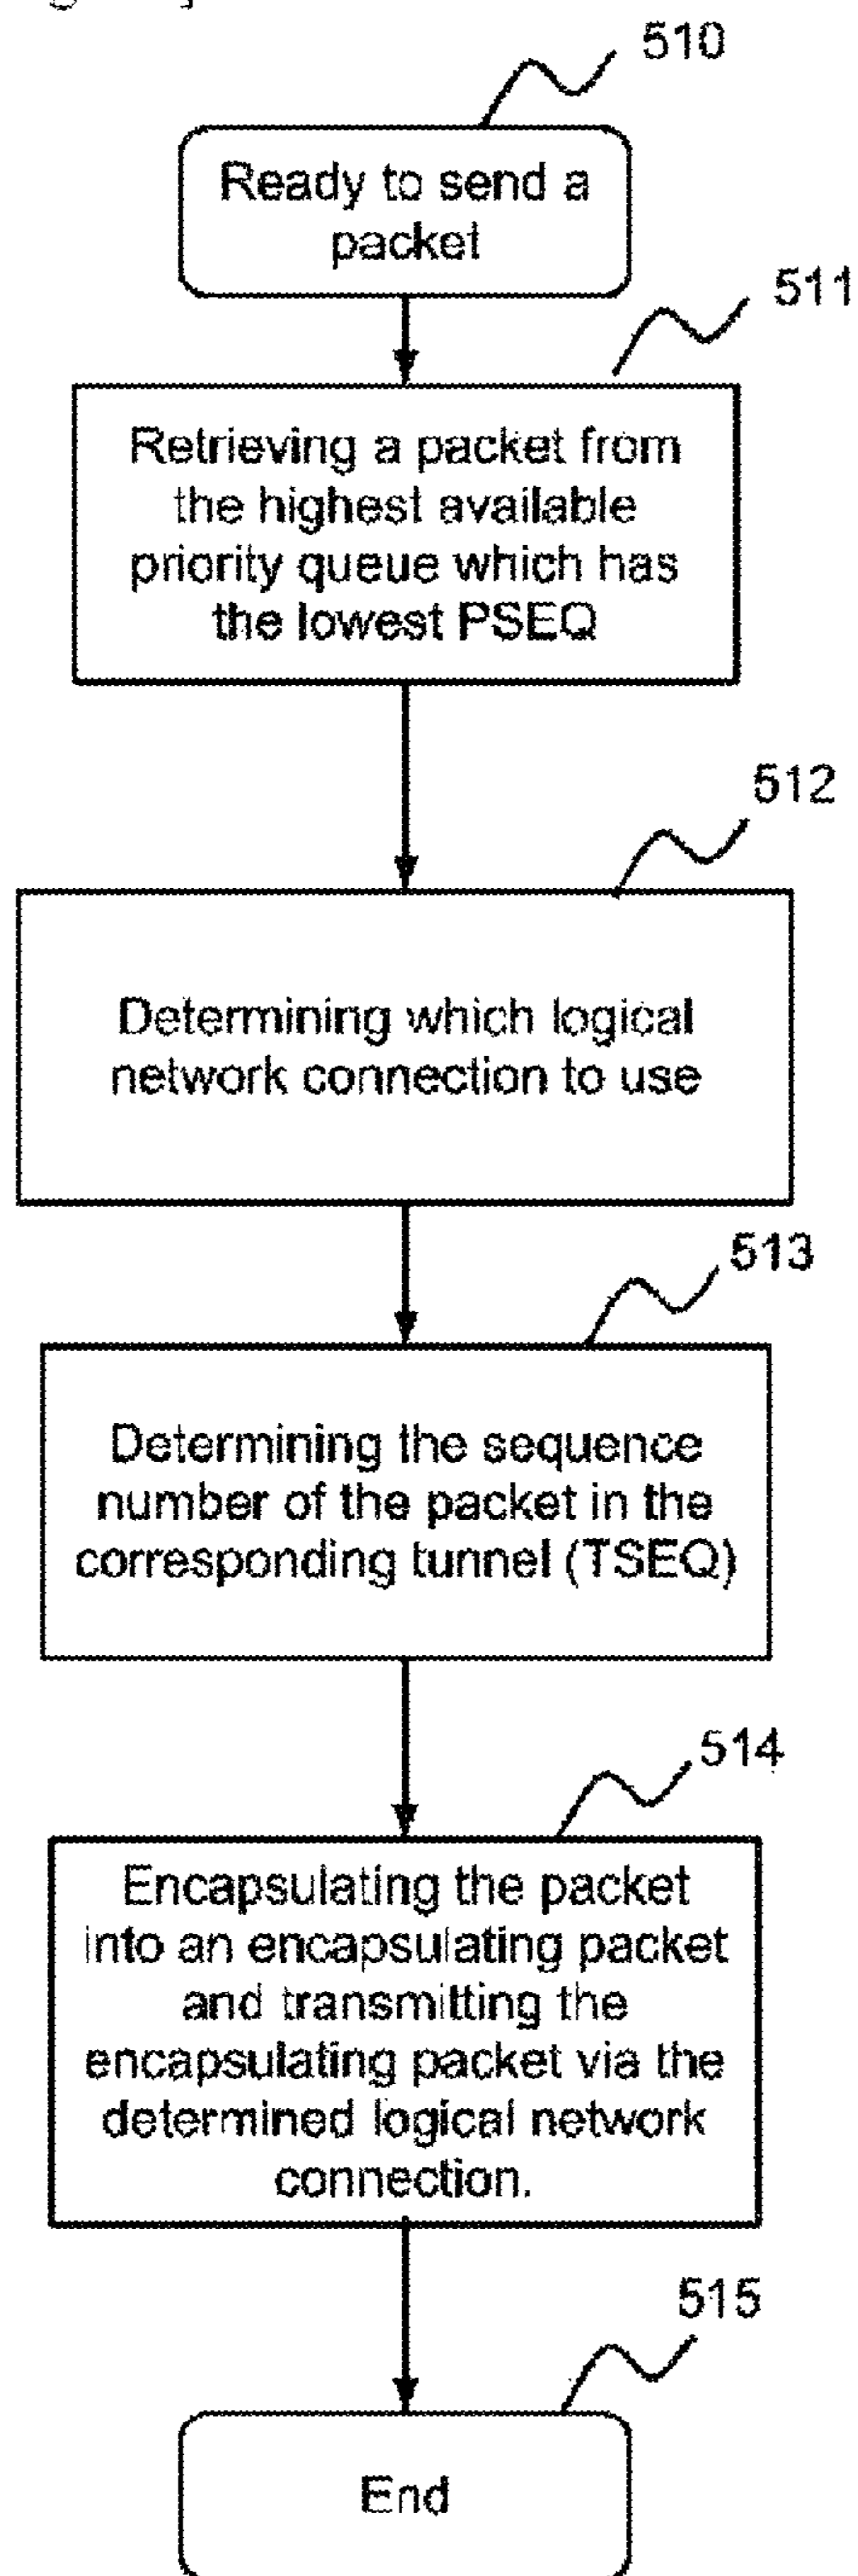 510
Ready to send a
packet
511
Retrieving a packet from
the highest available
priority queue which has
the lowest PSEQ
512
Determining which logical
network connection to use
513
Determining the sequence
number of the packet in the
corresponding tunnel (TSEQ)
514
Encapsulating the packet
into an encapsulating packet
and transmitting the
encapsulating packet via the
determined logical network
connection.
515
End